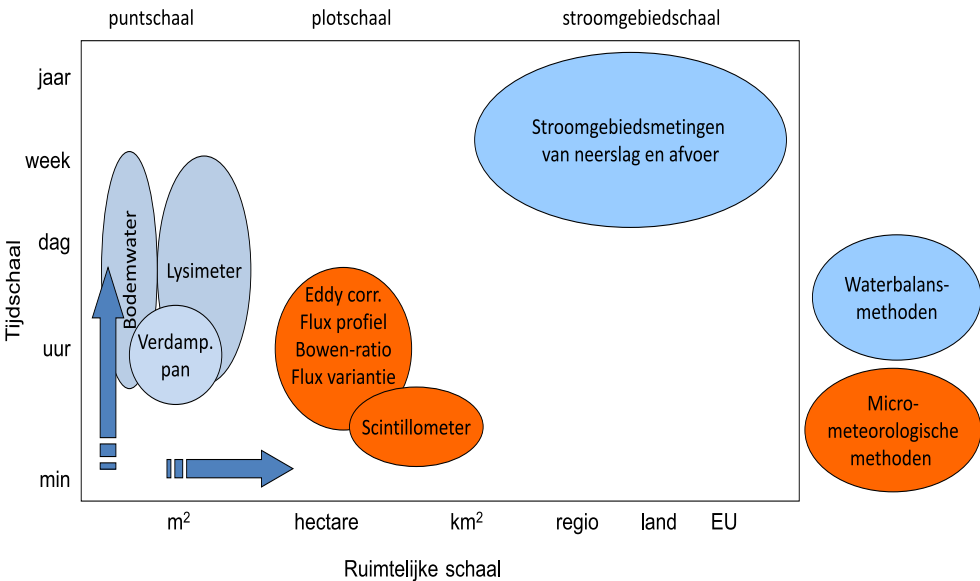 puntschaal
plotschaal
stroomgebiedschaal
jaar
week
dag
uur
min
Tijdschaal
Stroomgebiedsmetingen
van neerslag en afvoer
Bodemwater
Lysimeter
Verdamp.
pan
Eddy corr.
Flux profiel
Bowen-ratio
Flux variantie
Scintillometer
Waterbalans-
methoden
Micro-
meteorologische
methoden
m²
hectare
km²
regio
land
EU
Ruimtelijke schaal